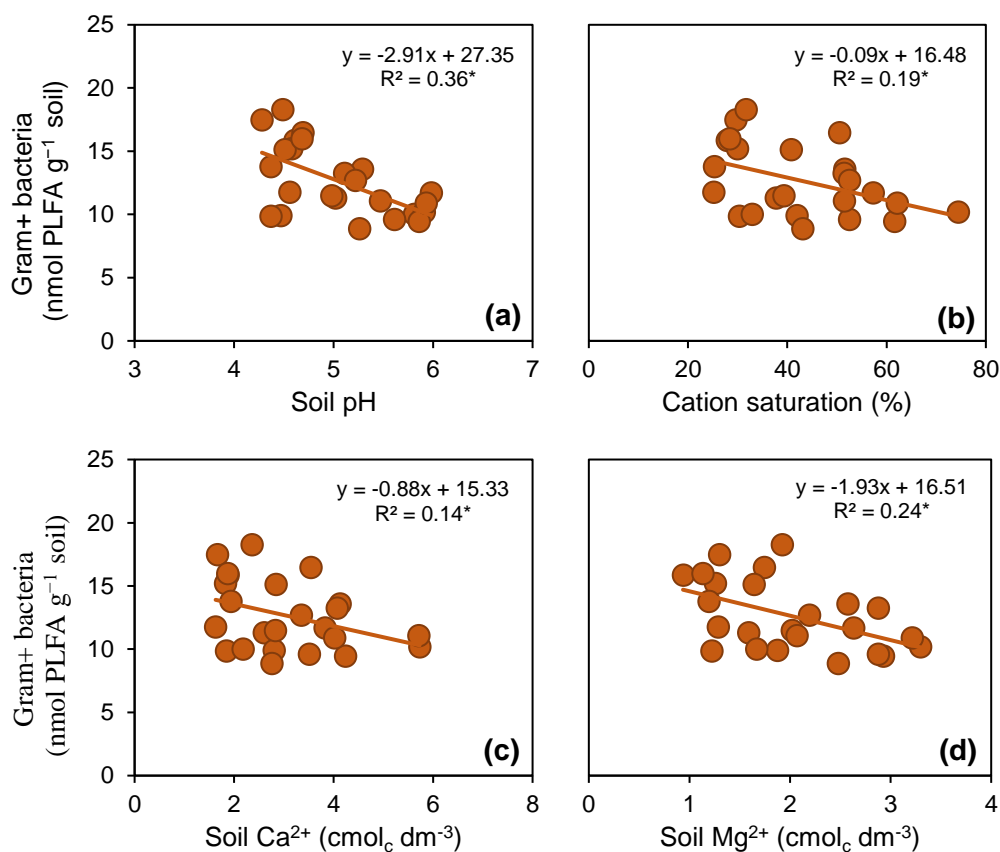 Gram+ bacteria
(nmol PLFA g⁻¹ soil)
25
20
15
10
5
0
y = -2.91x + 27.35
R² = 0.36*
(a)
3
4
5
6
7
Soil pH
y = -0.09x + 16.48
R² = 0.19*
(b)
0
20
40
60
80
Cation saturation (%)
Gram+ bacteria
(nmol PLFA g⁻¹ soil)
25
20
15
10
5
0
y = -0.88x + 15.33
R² = 0.14*
(c)
0
2
4
6
8
Soil Ca²⁺ (cmol_c dm⁻³)
y = -1.93x + 16.51
R² = 0.24*
(d)
0
1
2
3
4
Soil Mg²⁺ (cmol_c dm⁻³)